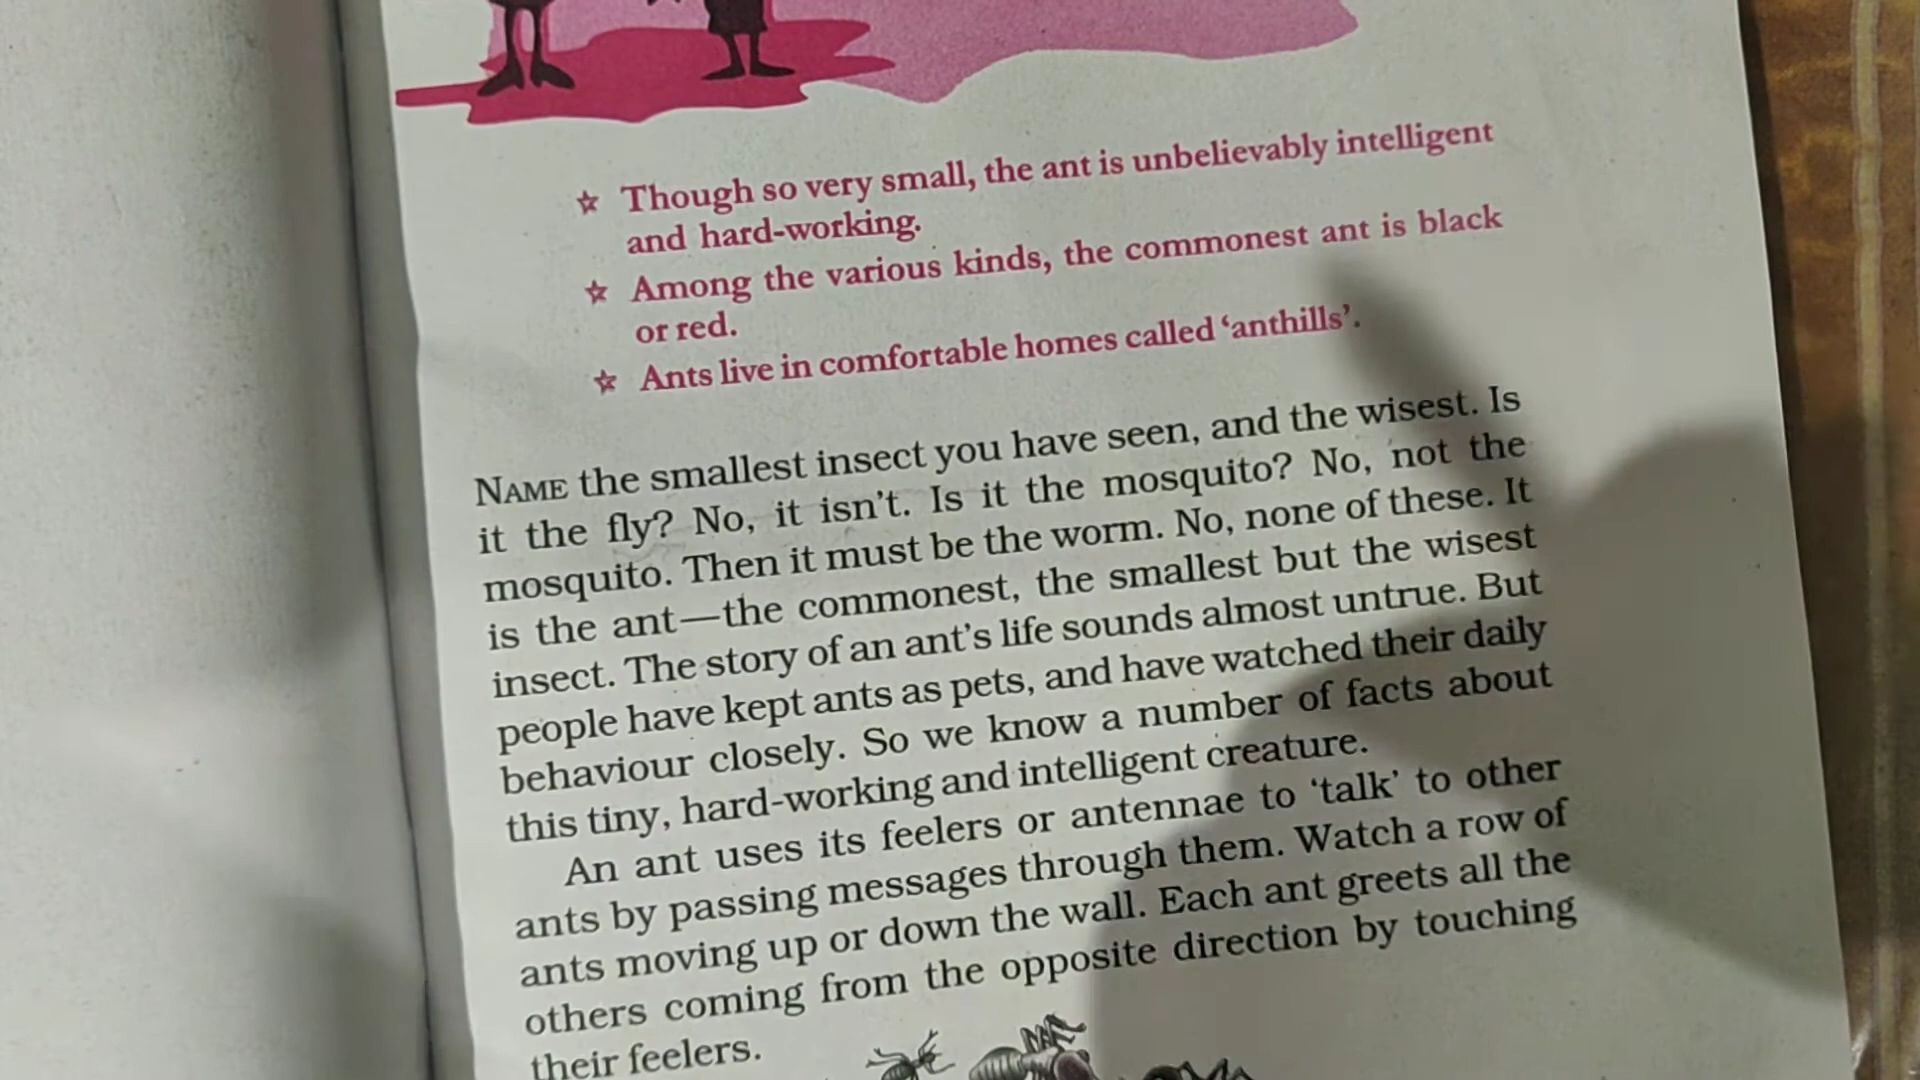 ☆ Though so very small, the ant is unbelievably intelligent
and hard-working.
☆ Among the various kinds, the commonest ant is black
or red.
☆ Ants live in comfortable homes called ‘anthills’.
NAME the smallest insect you have seen, and the wisest. Is
it the fly? No, it isn’t. Is it the mosquito? No, not the
mosquito. Then it must be the worm. No, none of these. It
is the ant—the commonest, the smallest but the wisest
insect. The story of an ant’s life sounds almost untrue. But
people have kept ants as pets, and have watched their daily
behaviour closely. So we know a number of facts about
this tiny, hard-working and intelligent creature.
An ant uses its feelers or antennae to ‘talk’ to other
ants by passing messages through them. Watch a row of
ants moving up or down the wall. Each ant greets all the
others coming from the opposite direction by touching
their feelers.